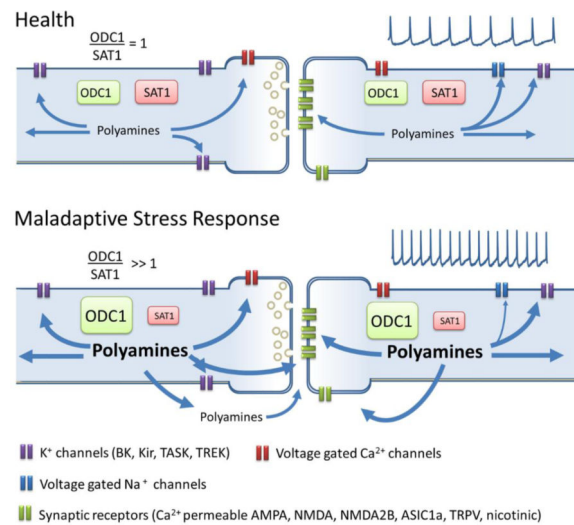 Health
ODC1
SAT1
= 1
ODC1
SAT1
Polyamines
ODC1
SAT1
Polyamines
Maladaptive Stress Response
ODC1
SAT1
>> 1
ODC1
SAT1
Polyamines
Polyamines
ODC1
SAT1
Polyamines
K⁺ channels (BK, Kir, TASK, TREK)
Voltage gated Ca²⁺ channels
Voltage gated Na⁺ channels
Synaptic receptors (Ca²⁺ permeable AMPA, NMDA, NMDA2B, ASIC1a, TRPV, nicotinic)